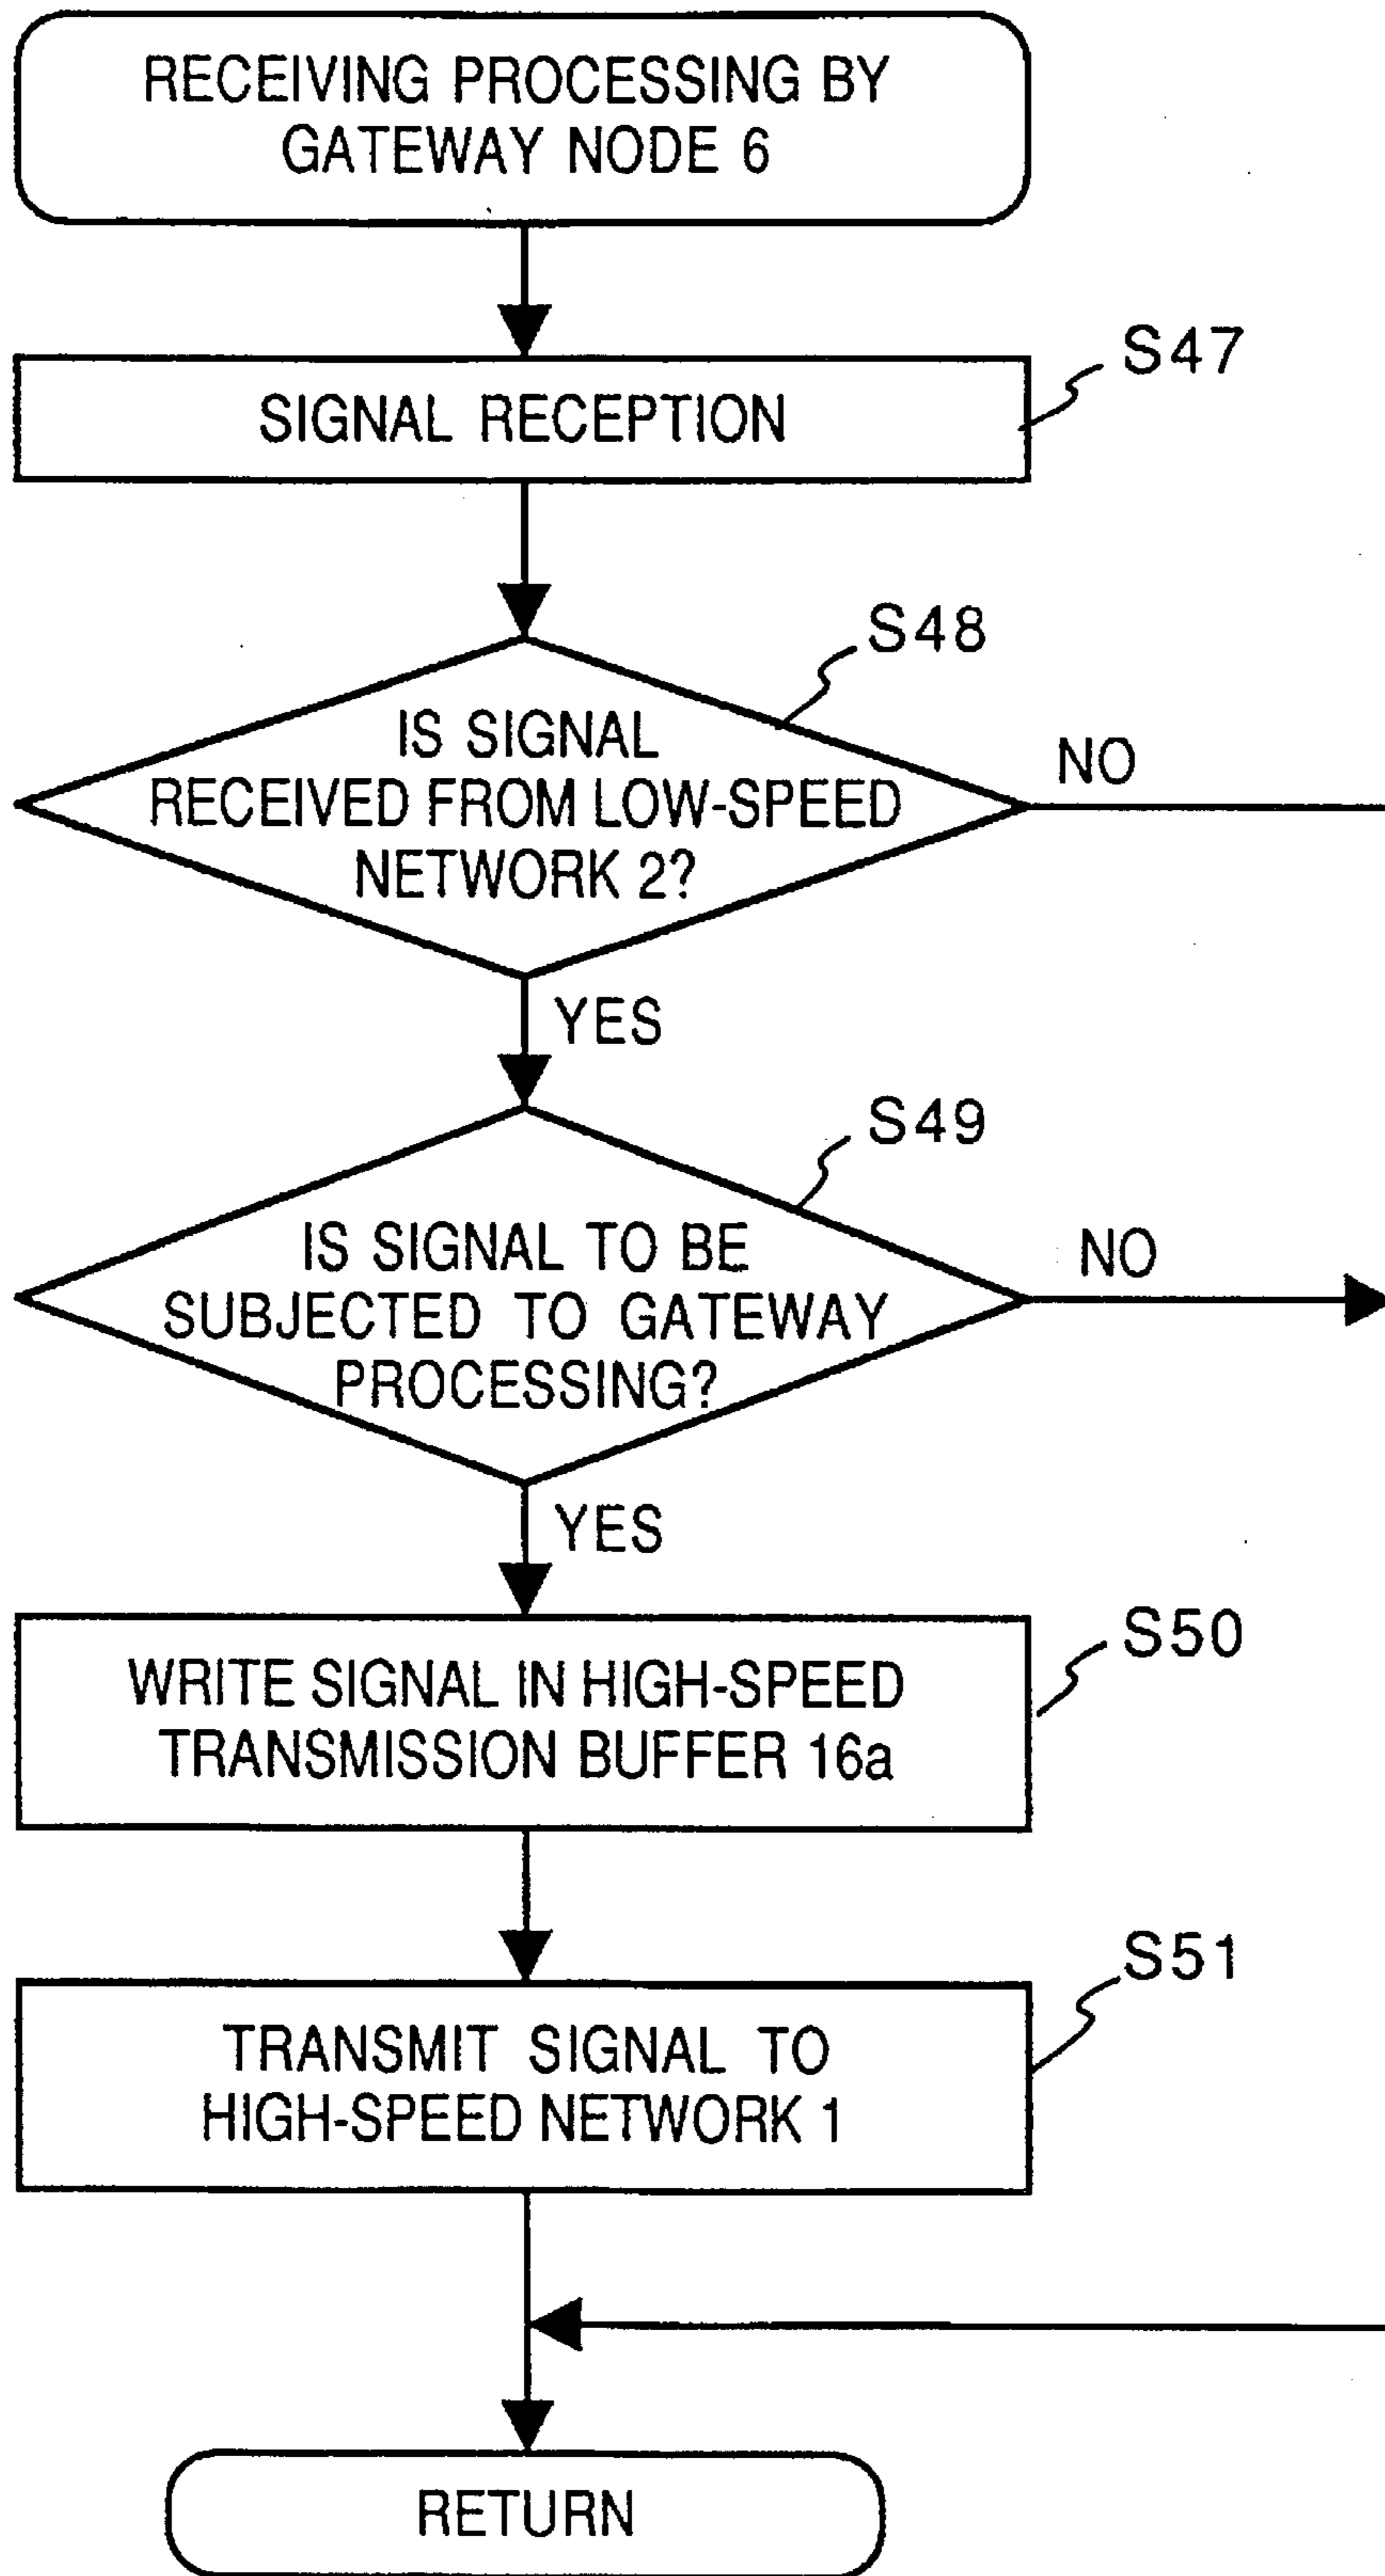 RECEIVING PROCESSING BY
GATEWAY NODE 6
S47
SIGNAL RECEPTION
S48
IS SIGNAL
RECEIVED FROM LOW-SPEED
NETWORK 2?
NO
YES
S49
IS SIGNAL TO BE
SUBJECTED TO GATEWAY
PROCESSING?
NO
YES
S50
WRITE SIGNAL IN HIGH-SPEED
TRANSMISSION BUFFER 16a
S51
TRANSMIT SIGNAL TO
HIGH-SPEED NETWORK 1
RETURN